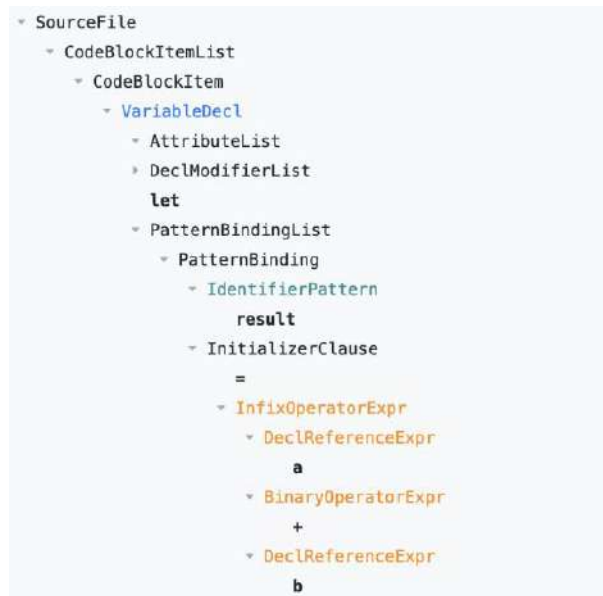 SourceFile
CodeBlockItemList
CodeBlockItem
VariableDecl
AttributeList
DeclModifierList
let
PatternBindingList
PatternBinding
IdentifierPattern
result
InitializerClause
=
InfixOperatorExpr
DeclReferenceExpr
a
BinaryOperatorExpr
+
DeclReferenceExpr
b